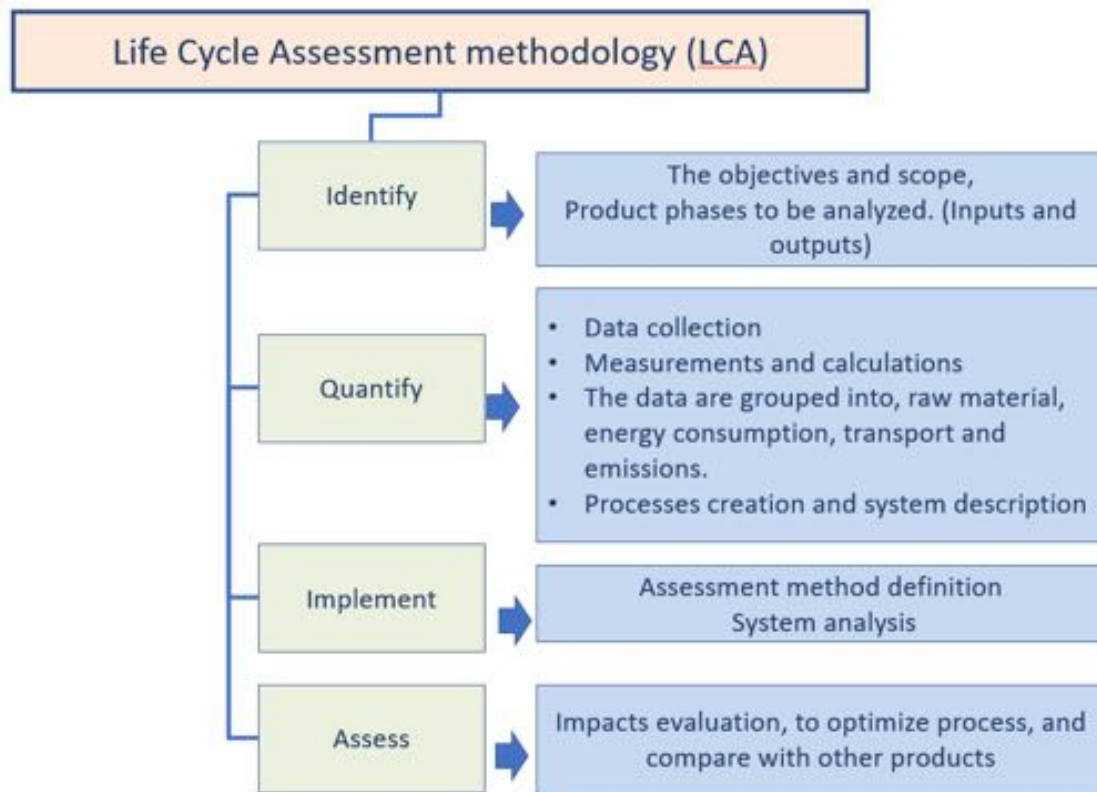 Life Cycle Assessment methodology (LCA)
Identify
The objectives and scope,
Product phases to be analyzed. (Inputs and
outputs)
Quantify
• Data collection
• Measurements and calculations
• The data are grouped into, raw material,
energy consumption, transport and
emissions.
• Processes creation and system description
Implement
Assessment method definition
System analysis
Assess
Impacts evaluation, to optimize process, and
compare with other products